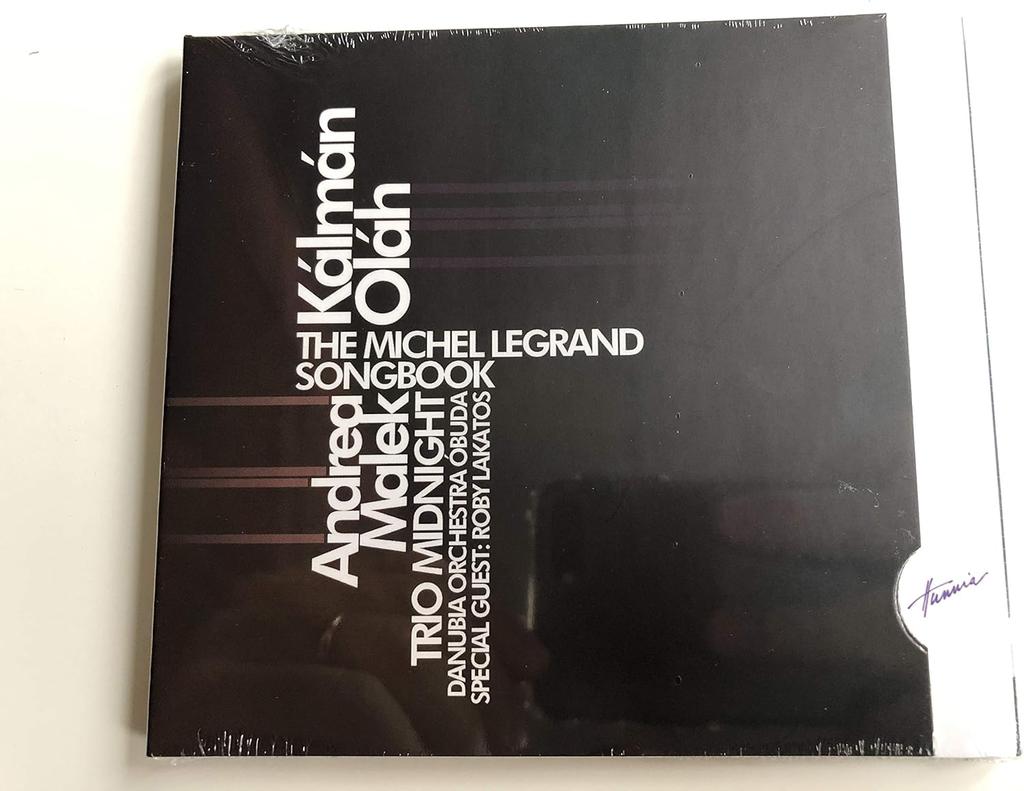 Kálmán
Oláh
THE MICHEL LEGRAND
SONGBOOK
Andrea
Malek
TRIO MIDNIGHT
DANUBIA ORCHESTRA ÓBUDA
SPECIAL GUEST: ROBY LAKATOS
Hunnia